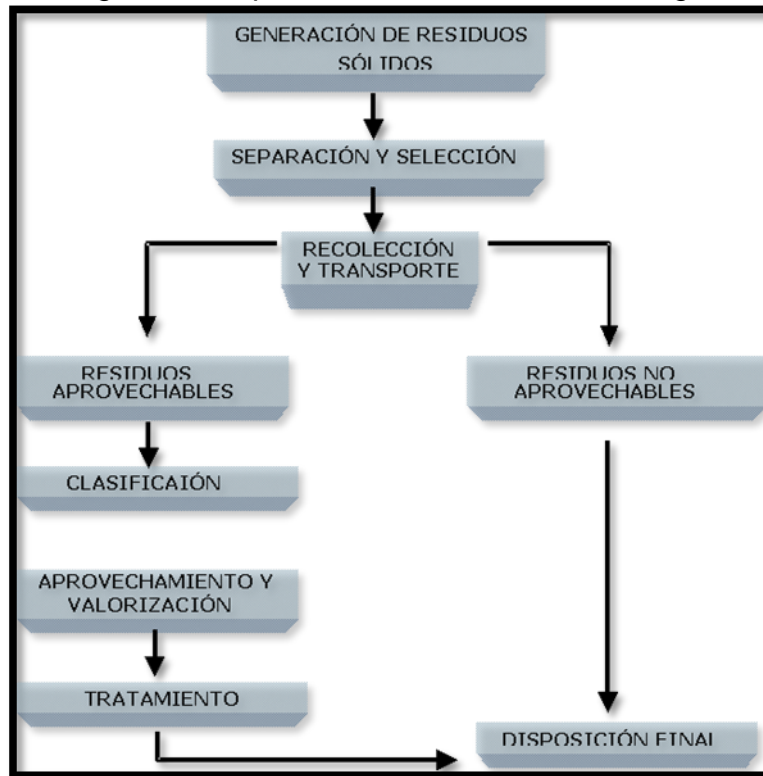 GENERACIÓN DE RESIDUOS
SÓLIDOS
SEPARACIÓN Y SELECCIÓN
RECOLECCIÓN
Y TRANSPORTE
RESIDUOS
APROVECHABLES
RESIDUOS NO
APROVECHABLES
CLASIFICAIÓN
APROVECHAMIENTO Y
VALORIZACIÓN
TRATAMIENTO
DISPOSICIÓN FINAL